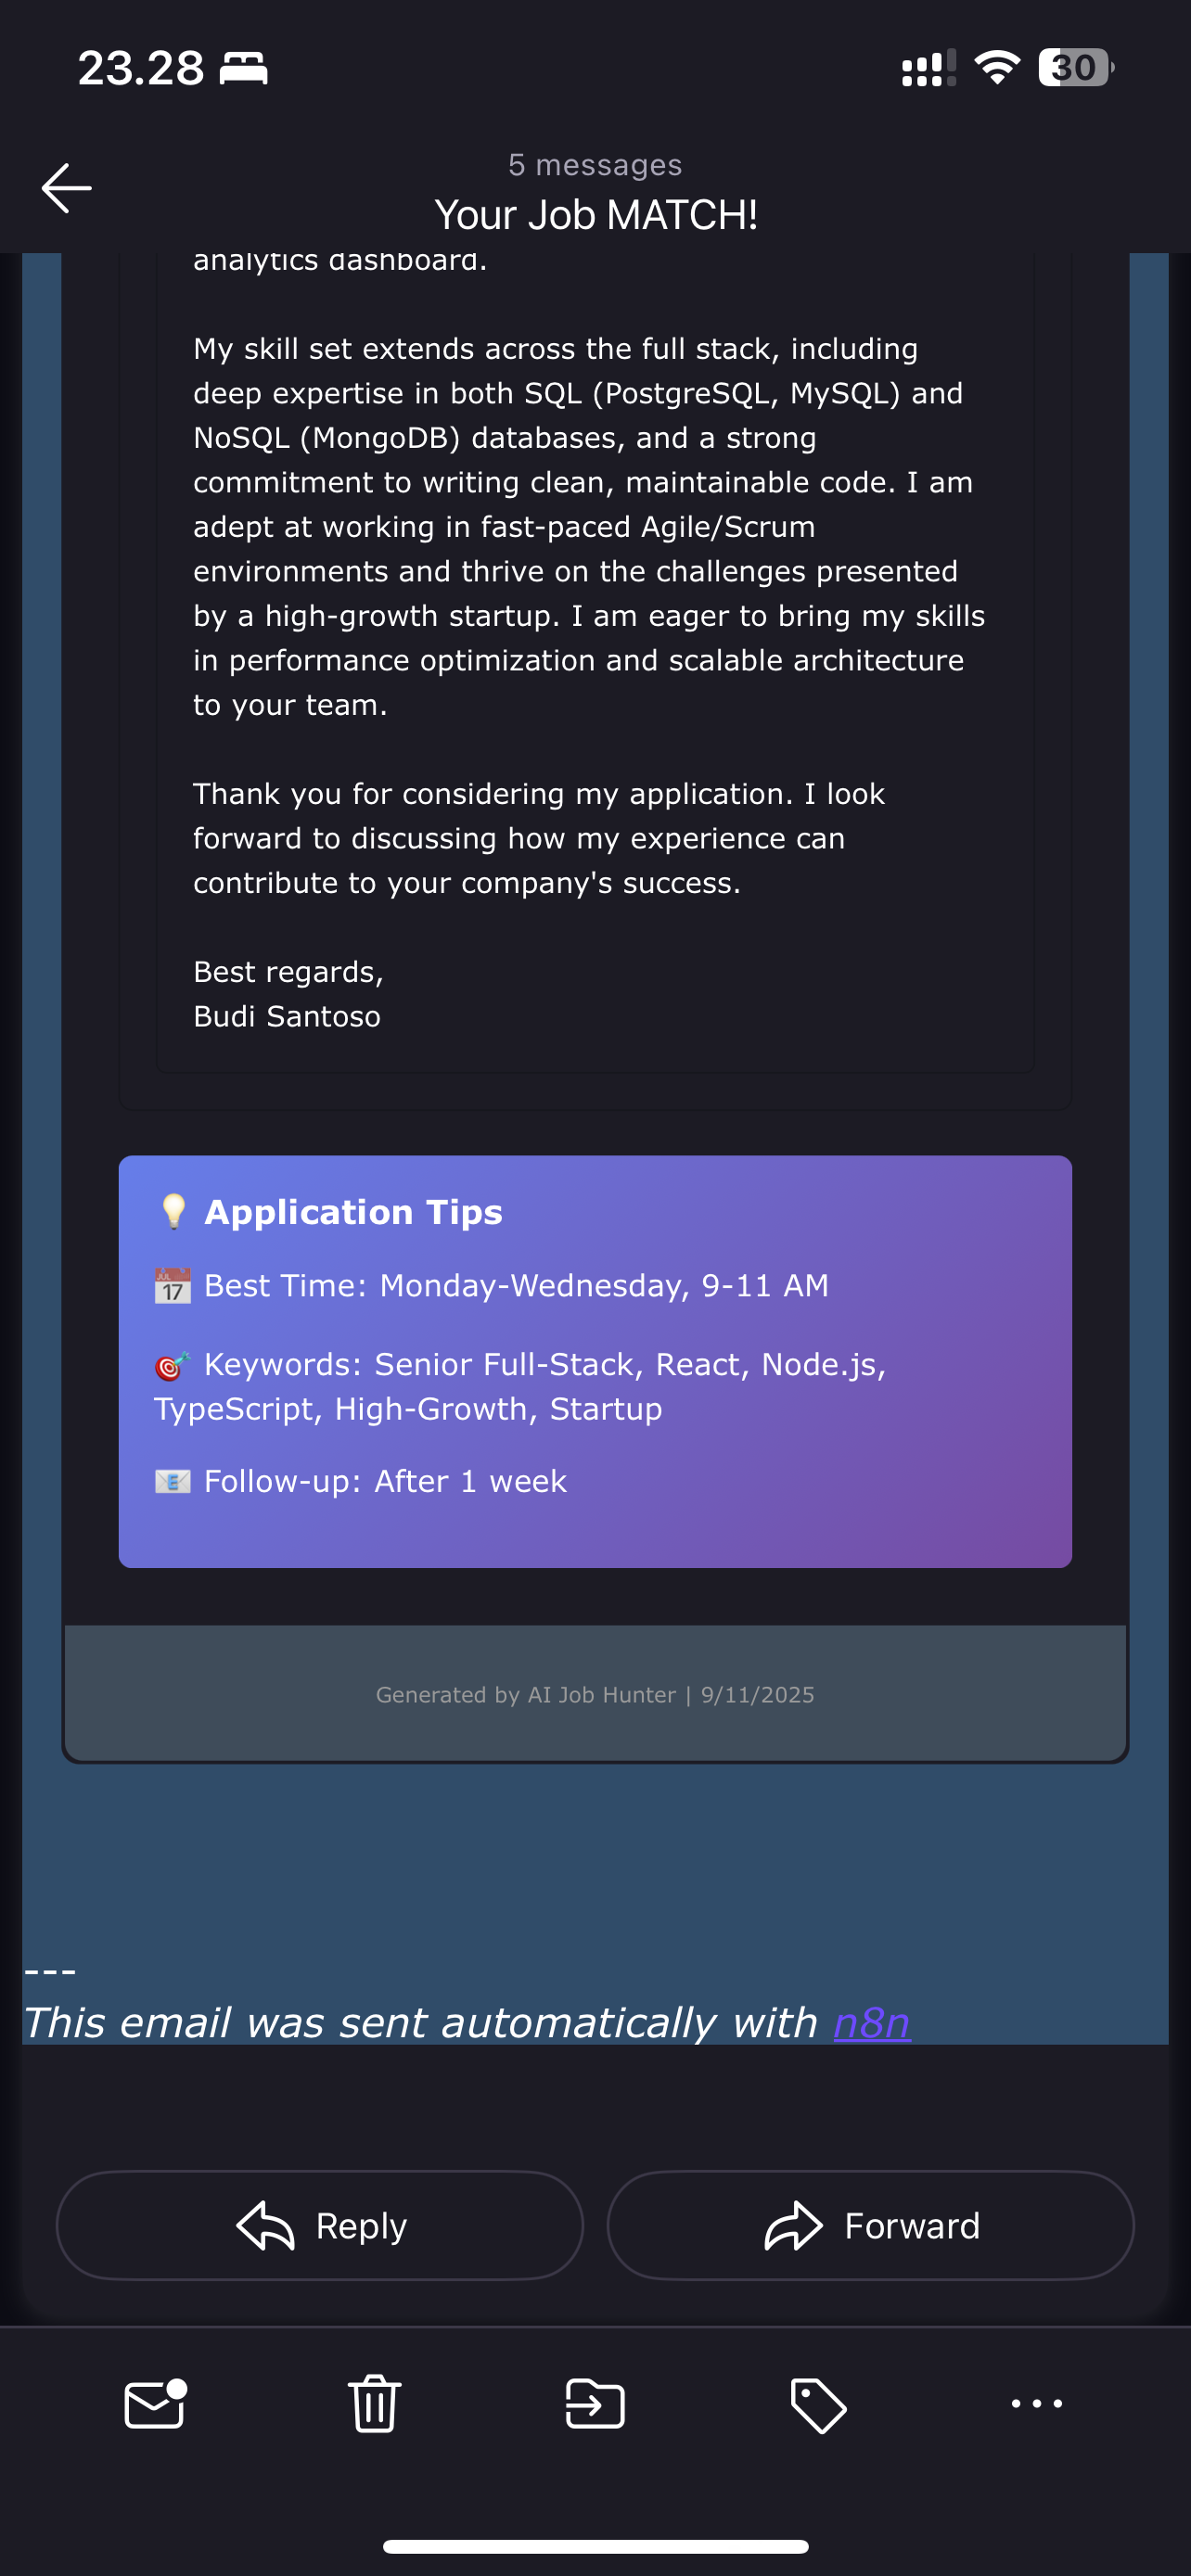 23.28
30
5 messages
Your Job MATCH!
analytics dashboard.
My skill set extends across the full stack, including
deep expertise in both SQL (PostgreSQL, MySQL) and
NoSQL (MongoDB) databases, and a strong
commitment to writing clean, maintainable code. I am
adept at working in fast-paced Agile/Scrum
environments and thrive on the challenges presented
by a high-growth startup. I am eager to bring my skills
in performance optimization and scalable architecture
to your team.
Thank you for considering my application. I look
forward to discussing how my experience can
contribute to your company's success.
Best regards,
Budi Santoso
💡 Application Tips
📅 Best Time: Monday-Wednesday, 9-11 AM
🎯 Keywords: Senior Full-Stack, React, Node.js,
TypeScript, High-Growth, Startup
📧 Follow-up: After 1 week
Generated by AI Job Hunter | 9/11/2025
---
This email was sent automatically with n8n
Reply
Forward